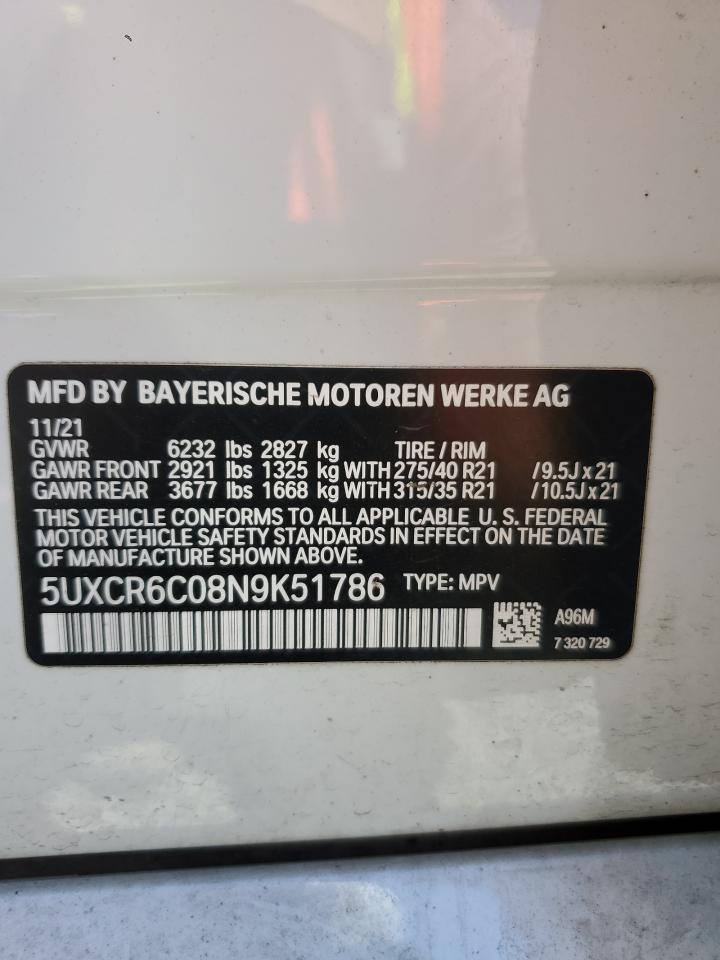 MFD BY BAYERISCHE MOTOREN WERKE AG
11/21
GVWR 6232 lbs 2827 kg TIRE / RIM
GAWR FRONT 2921 lbs 1325 kg WITH 275/40 R21 /9.5J x 21
GAWR REAR 3677 lbs 1668 kg WITH 315/35 R21 /10.5J x 21
THIS VEHICLE CONFORMS TO ALL APPLICABLE U. S. FEDERAL
MOTOR VEHICLE SAFETY STANDARDS IN EFFECT ON THE DATE
OF MANUFACTURE SHOWN ABOVE.
5UXCR6C08N9K51786 TYPE: MPV
A96M
7 320 729